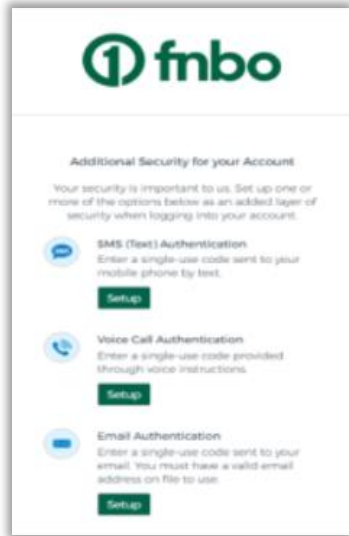 1 fnbo
Additional Security for your Account
Your security is important to us. Set up one or
more of the options below as an added layer of
security when logging into your account.
SMS (Text) Authentication
Enter a single-use code sent to your
mobile phone by text.
Setup
Voice Call Authentication
Enter a single-use code provided
through voice instructions.
Setup
Email Authentication
Enter a single-use code sent to your
email. You must have a valid email
address on file to use.
Setup